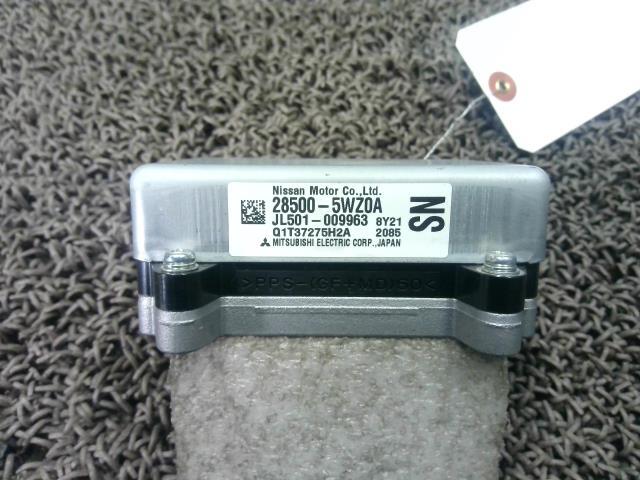 Nissan Motor Co.,Ltd.
28500-5WZ0A
JL501-009963 8Y21
Q1T37275H2A 2085
MITSUBISHI ELECTRIC CORP.,JAPAN
SN
>PPS-(GF+MD)60<